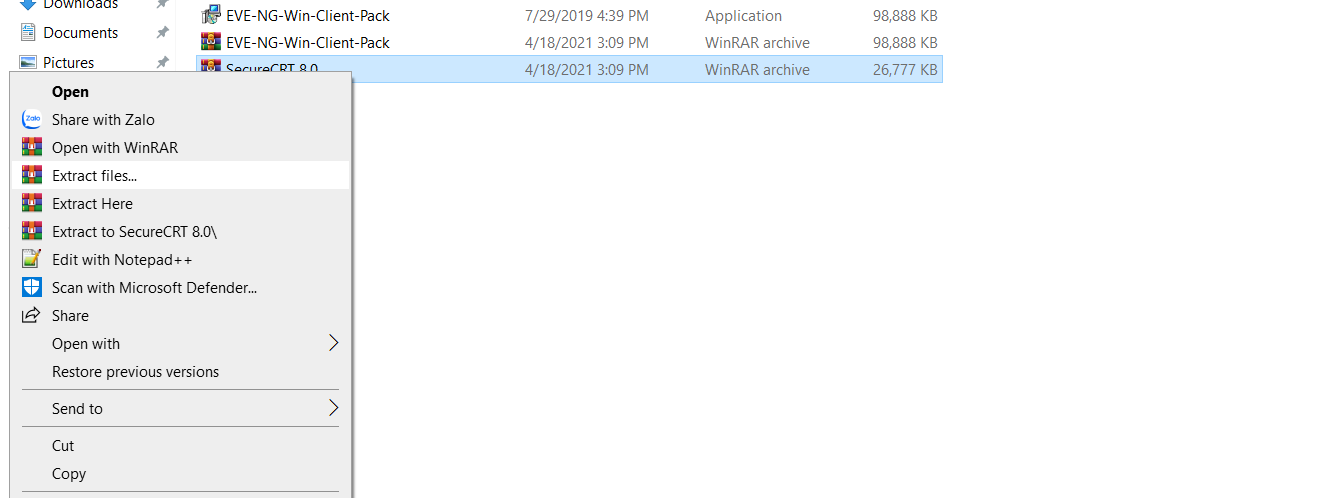 Downloads
EVE-NG-Win-Client-Pack 7/29/2019 4:39 PM Application 98,888 KB
Documents
EVE-NG-Win-Client-Pack 4/18/2021 3:09 PM WinRAR archive 98,888 KB
Pictures
SecureCRT 8.0 4/18/2021 3:09 PM WinRAR archive 26,777 KB
Open
Zalo
Share with Zalo
Open with WinRAR
Extract files...
Extract Here
Extract to SecureCRT 8.0\
Edit with Notepad++
Scan with Microsoft Defender...
Share
Open with
Restore previous versions
Send to
Cut
Copy